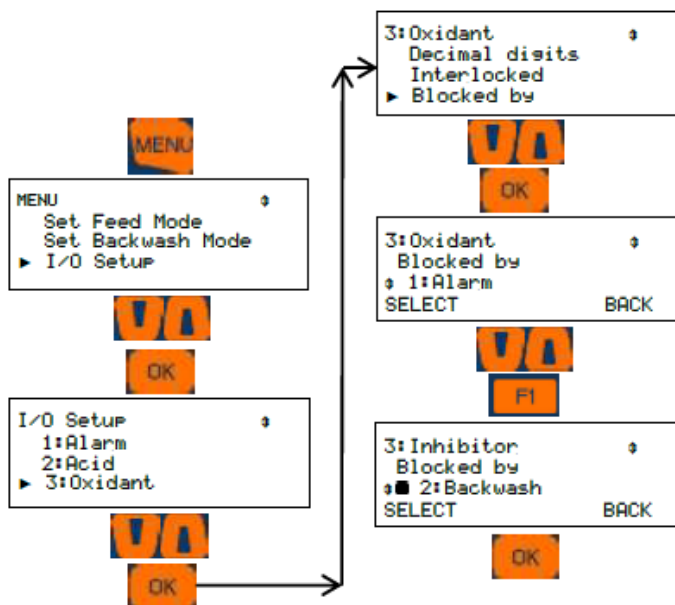 MENU
MENU
Set Feed Mode
Set Backwash Mode
► I/O Setup
OK
I/O Setup
1:Alarm
2:Acid
► 3:Oxidant
OK
3:Oxidant
Decimal digits
Interlocked
► Blocked by
OK
3:Oxidant
Blocked by
1:Alarm
SELECT BACK
F1
3:Inhibitor
Blocked by
■ 2:Backwash
SELECT BACK
OK